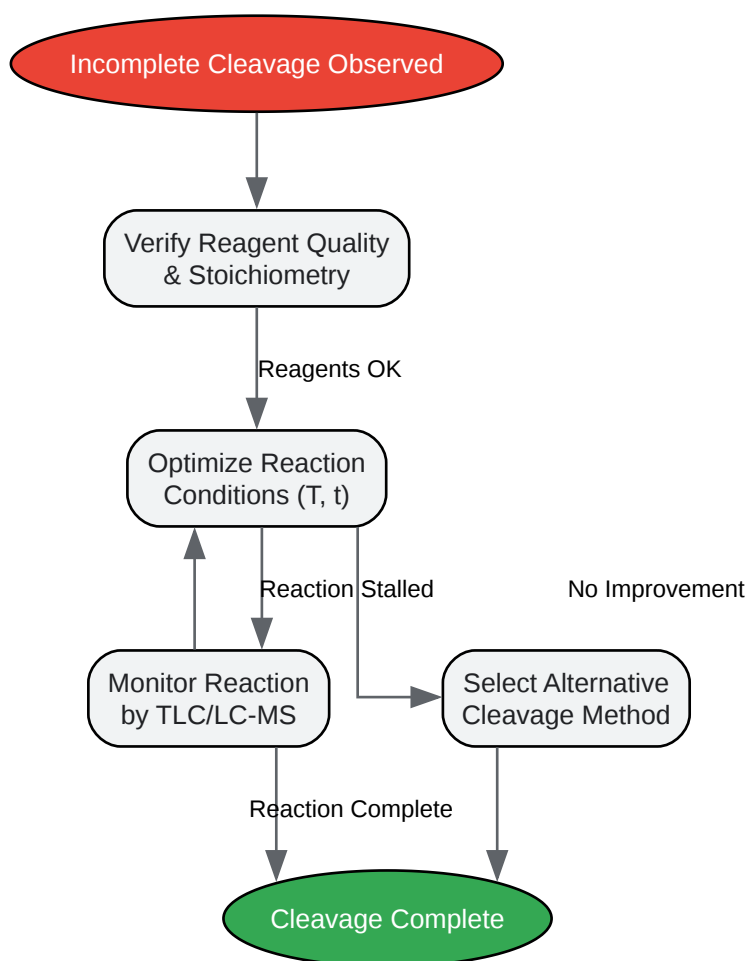 Incomplete Cleavage Observed
Verify Reagent Quality
& Stoichiometry
Reagents OK
Optimize Reaction
Conditions (T, t)
Reaction Stalled
No Improvement
Monitor Reaction
by TLC/LC-MS
Select Alternative
Cleavage Method
Reaction Complete
Cleavage Complete